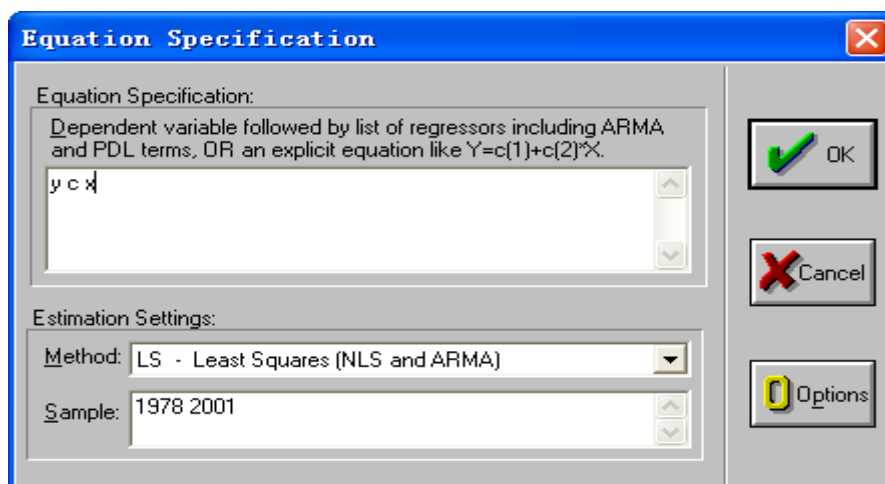 Equation Specification
Equation Specification:
Dependent variable followed by list of regressors including ARMA
and PDL terms, OR an explicit equation like Y=c(1)+c(2)*X.
y c x
OK
Cancel
Estimation Settings:
Method: LS - Least Squares (NLS and ARMA)
Sample: 1978 2001
Options